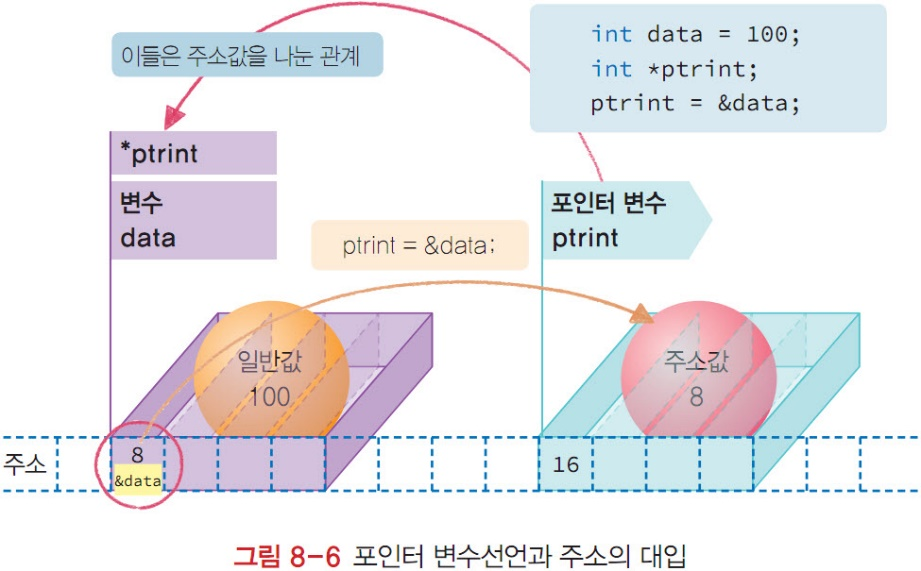 이들은 주소값을 나눈 관계
int data = 100;
int *ptrint;
ptrint = &data;
*ptrint
변수
data
포인터 변수
ptrint
ptrint = &data;
일반값
100
주소값
8
주소
8
&data
16
그림 8-6 포인터 변수선언과 주소의 대입